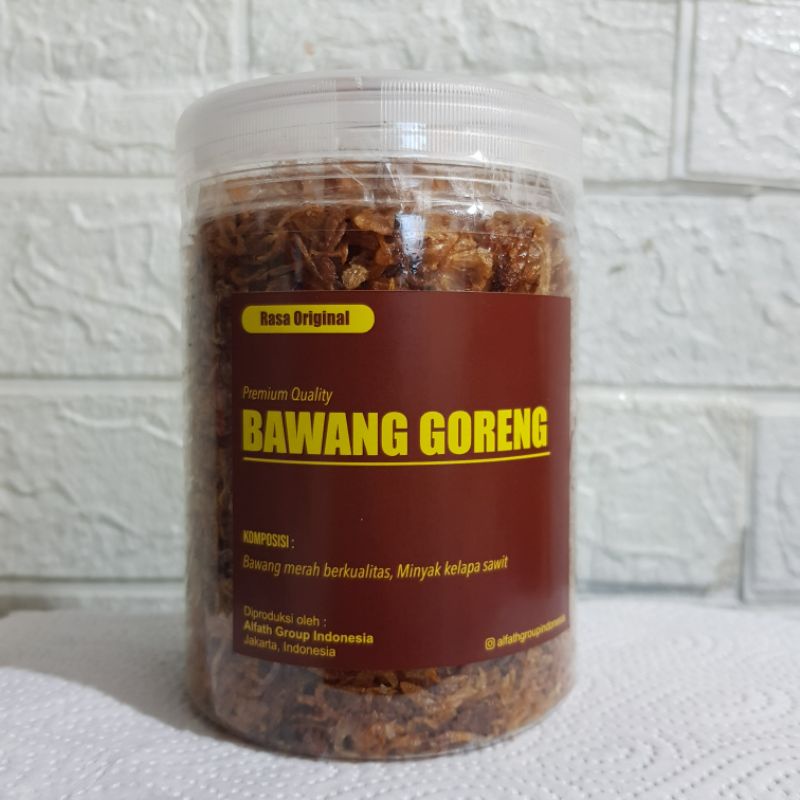 Rasa Original
Premium Quality
BAWANG GORENG
KOMPOSISI :
Bawang merah berkualitas, Minyak kelapa sawit
Diproduksi oleh :
Alfath Group Indonesia
Jakarta, Indonesia
alfathgroupindonesia